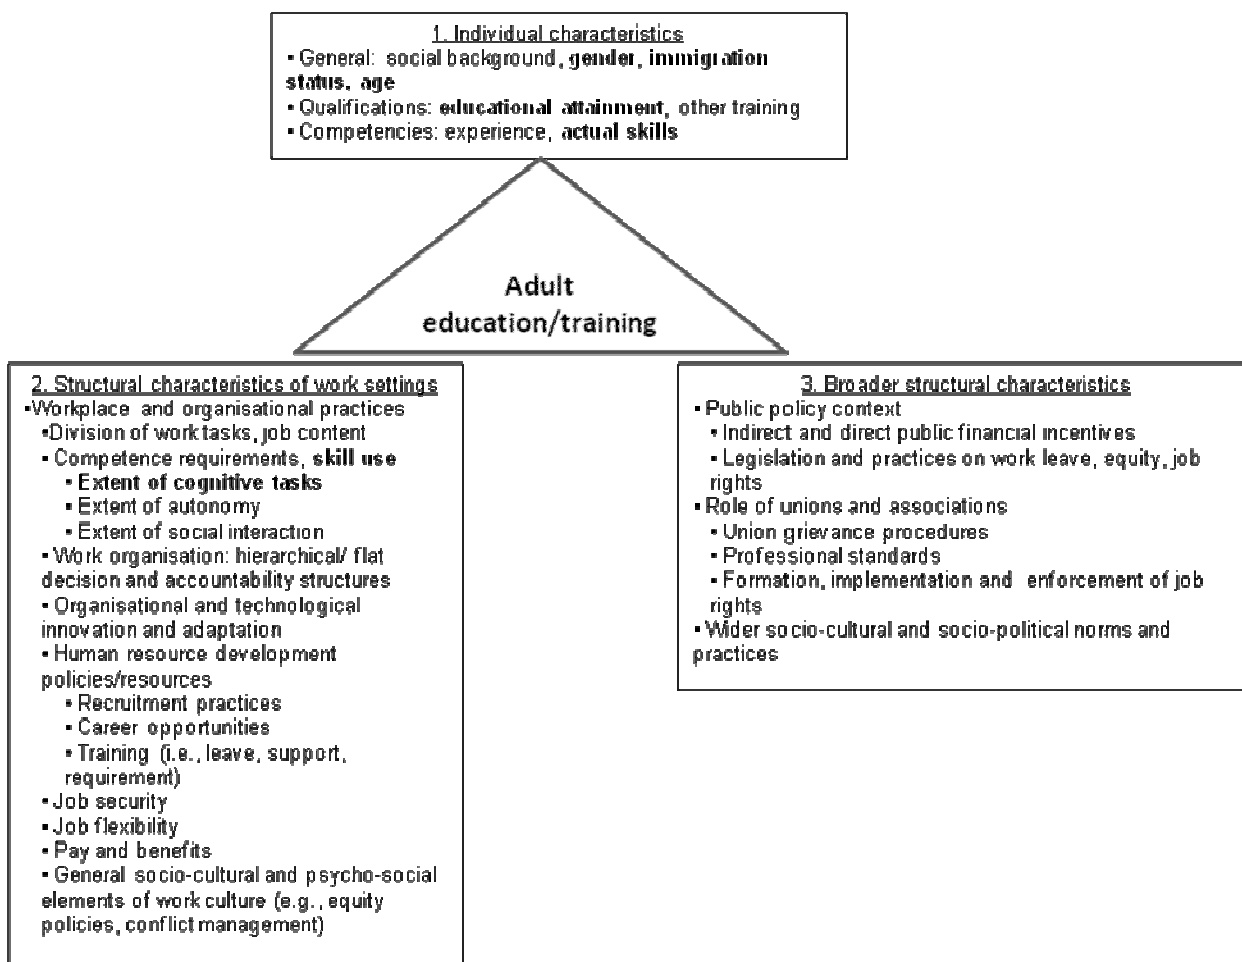 1. Individual characteristics
▪ General: social background, gender, immigration
status, age
▪ Qualifications: educational attainment, other training
▪ Competencies: experience, actual skills
Adult
education/training
2. Structural characteristics of work settings
▪Workplace and organisational practices
▪Division of work tasks, job content
▪ Competence requirements, skill use
▪ Extent of cognitive tasks
▪ Extent of autonomy
▪ Extent of social interaction
▪ Work organisation: hierarchical/ flat
decision and accountability structures
▪ Organisational and technological
innovation and adaptation
▪ Human resource development
policies/resources
▪ Recruitment practices
▪ Career opportunities
▪ Training (i.e., leave, support,
requirement)
▪ Job security
▪ Job flexibility
▪ Pay and benefits
▪ General socio-cultural and psycho-social
elements of work culture (e.g., equity
policies, conflict management)
3. Broader structural characteristics
▪ Public policy context
▪ Indirect and direct public financial incentives
▪ Legislation and practices on work leave, equity, job
rights
▪ Role of unions and associations
▪ Union grievance procedures
▪ Professional standards
▪ Formation, implementation and enforcement of job
rights
▪ Wider socio-cultural and socio-political norms and
practices